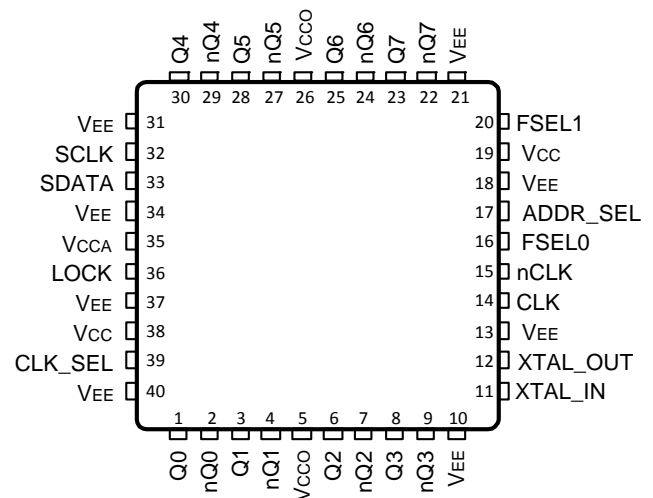 Q4 nQ4 Q5 nQ5 VCCO Q6 nQ6 Q7 nQ7 VEE
30 29 28 27 26 25 24 23 22 21
VEE 31 20 FSEL1
SCLK 32 19 VCC
SDATA 33 18 VEE
VEE 34 17 ADDR_SEL
VCCA 35 16 FSEL0
LOCK 36 15 nCLK
VEE 37 14 CLK
VCC 38 13 VEE
CLK_SEL 39 12 XTAL_OUT
VEE 40 11 XTAL_IN
1 2 3 4 5 6 7 8 9 10
Q0 nQ0 Q1 nQ1 VCCO Q2 nQ2 Q3 nQ3 VEE